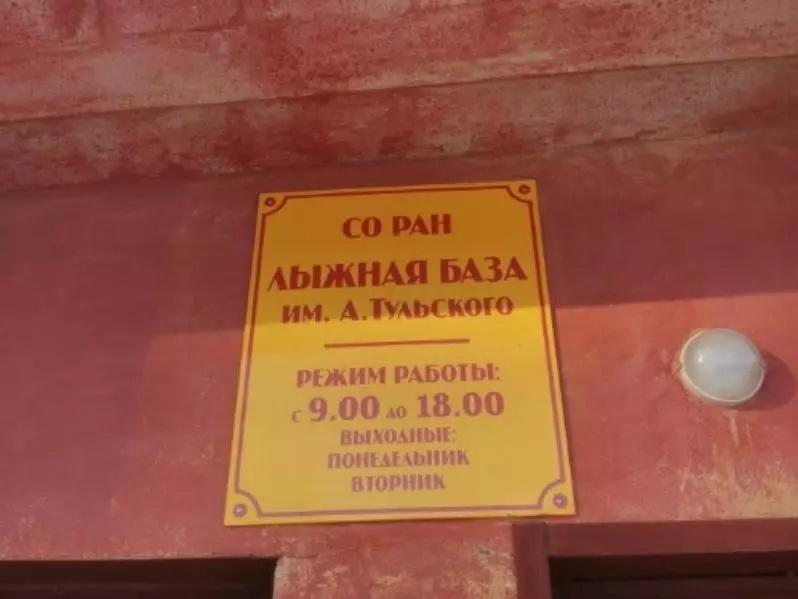 СО РАН
ЛЫЖНАЯ БАЗА
ИМ. А.ТУЛЬСКОГО
РЕЖИМ РАБОТЫ:
С 9.00 ДО 18.00
ВЫХОДНЫЕ:
ПОНЕДЕЛЬНИК
ВТОРНИК